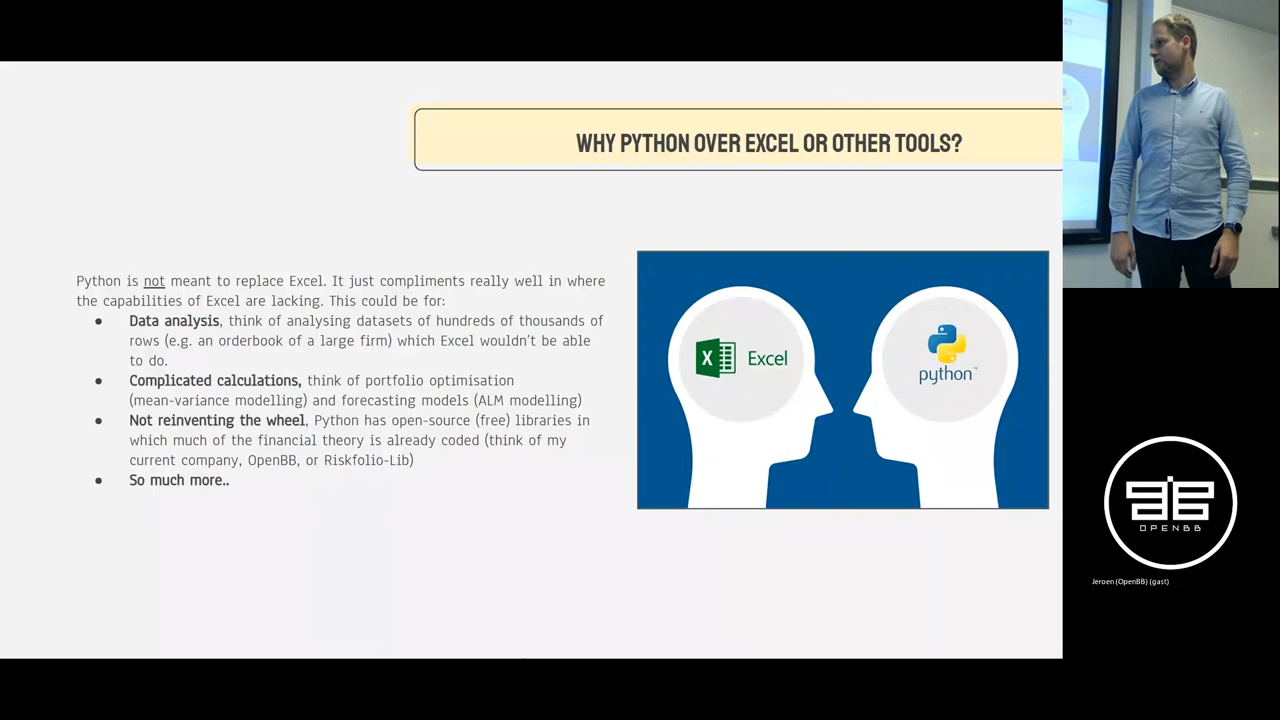 WHY PYTHON OVER EXCEL OR OTHER TOOLS?
Python is not meant to replace Excel. It just compliments really well in where
the capabilities of Excel are lacking. This could be for:
● Data analysis, think of analysing datasets of hundreds of thousands of
rows (e.g. an orderbook of a large firm) which Excel wouldn't be able
to do.
● Complicated calculations, think of portfolio optimisation
(mean-variance modelling) and forecasting models (ALM modelling)
● Not reinventing the wheel, Python has open-source (free) libraries in
which much of the financial theory is already coded (think of my
current company, OpenBB, or Riskfolio-Lib)
● So much more..
X Excel
python™
OPENBB
Jeroen (OpenBB) (gast)